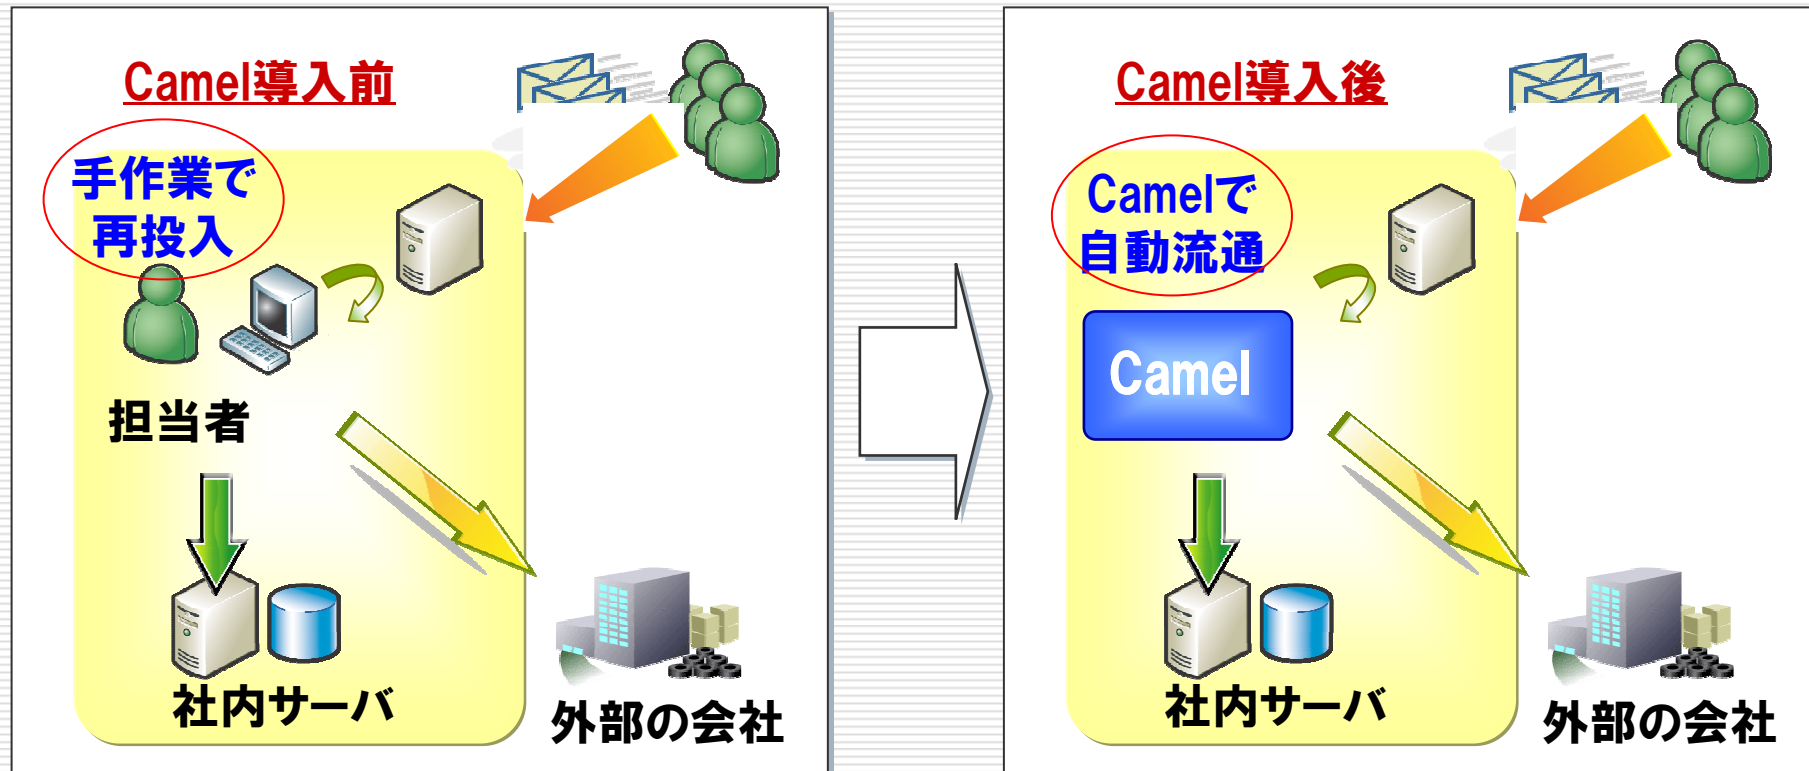 Camel導入前
手作業で
再投入
担当者
社内サーバ
外部の会社
Camel導入後
Camelで
自動流通
Camel
社内サーバ
外部の会社